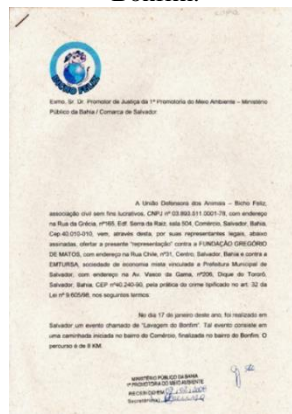 Bonfim.
BICHO FELIZ
Exmo. Sr. Dr. Promotor de Justiça da 1ª Promotoria do Meio Ambiente – Ministério
Público da Bahia / Comarca de Salvador
A União Defensora dos Animais – Bicho Feliz,
associação civil sem fins lucrativos, CNPJ nº 03.893.011.0001-78, com endereço
na Rua da Grécia, nº165, Edf. Serra da Raiz, sala 504, Comércio, Salvador, Bahia,
Cep-40.010-010, vem, através desta, por suas representantes legais, abaixo
assinadas, ofertar a presente "representação" contra a FUNDAÇÃO GREGÓRIO
DE MATOS, com endereço na Rua Chile, nº31, Centro, Salvador, Bahia e contra a
EMTURSA, sociedade de economia mista vinculada a Prefeitura Municipal de
Salvador, com endereço na Av. Vasco da Gama, nº206, Dique do Tororó,
Salvador, Bahia, CEP nº40.240-90, pela prática do crime tipificado no art. 32 da
Lei nº 9.605/98, nos seguintes termos:
No dia 17 de janeiro deste ano, foi realizado em
Salvador um evento chamado de "Lavagem do Bonfim". Tal evento consiste em
uma caminhada iniciada no bairro do Comércio, finalizada no bairro do Bonfim. O
percurso é de 8 KM.
MINISTÉRIO PÚBLICO DA BAHIA
1ª PROMOTORIA DO MEIO AMBIENTE
RECEBIDO EM